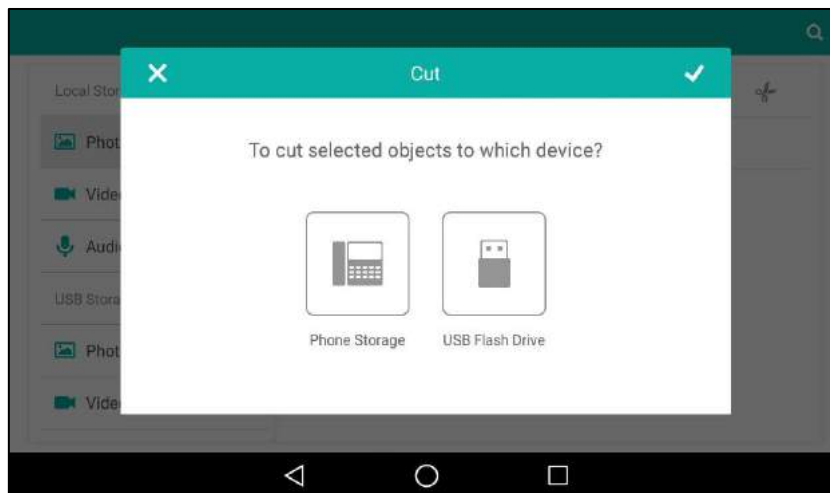 Cut
Local Stor
Phot
Vide
Audi
USB Stora
Phot
Vide
To cut selected objects to which device?
Phone Storage
USB Flash Drive